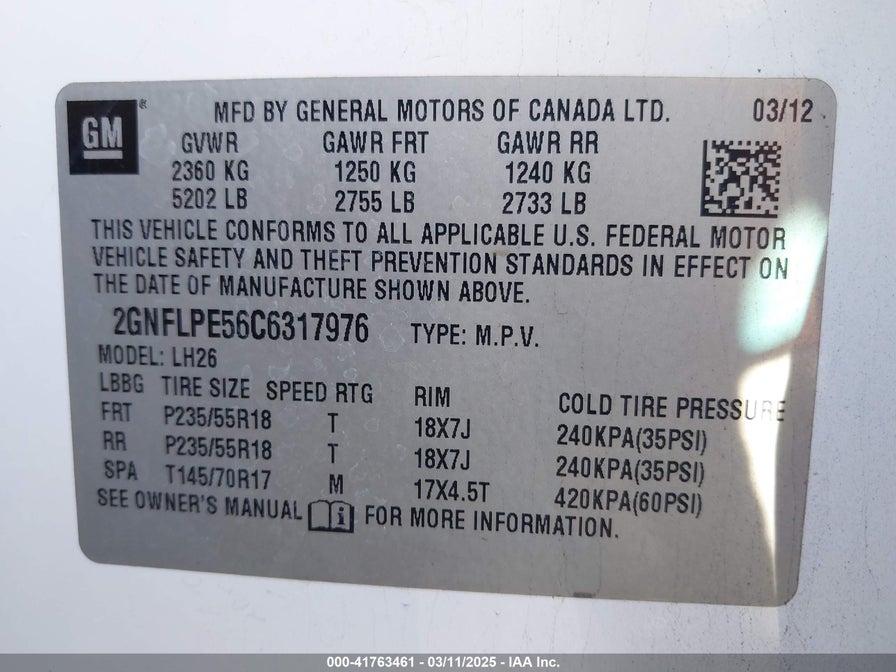 GM ® MFD BY GENERAL MOTORS OF CANADA LTD. 03/12
GVWR GAWR FRT GAWR RR
2360 KG 1250 KG 1240 KG
5202 LB 2755 LB 2733 LB
THIS VEHICLE CONFORMS TO ALL APPLICABLE U.S. FEDERAL MOTOR
VEHICLE SAFETY AND THEFT PREVENTION STANDARDS IN EFFECT ON
THE DATE OF MANUFACTURE SHOWN ABOVE.
2GNFLPE56C6317976 TYPE: M.P.V.
MODEL: LH26
LBBG TIRE SIZE SPEED RTG RIM COLD TIRE PRESSURE
FRT P235/55R18 T 18X7J 240KPA(35PSI)
RR P235/55R18 T 18X7J 240KPA(35PSI)
SPA T145/70R17 M 17X4.5T 420KPA(60PSI)
SEE OWNER'S MANUAL i FOR MORE INFORMATION.
000-41763461 - 03/11/2025 - IAA Inc.